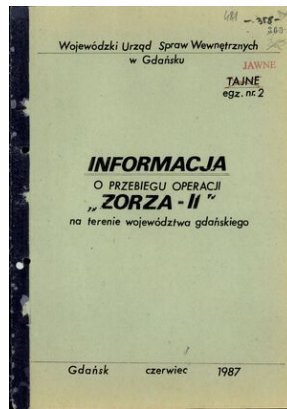 Wojewódzki Urząd Spraw Wewnętrznych
w Gdańsku
JAWNE
TAJNE
egz. nr. 2
INFORMACJA
O PRZEBIEGU OPERACJI
„ZORZA - II"
na terenie województwa gdańskiego
Gdańsk czerwiec 1987